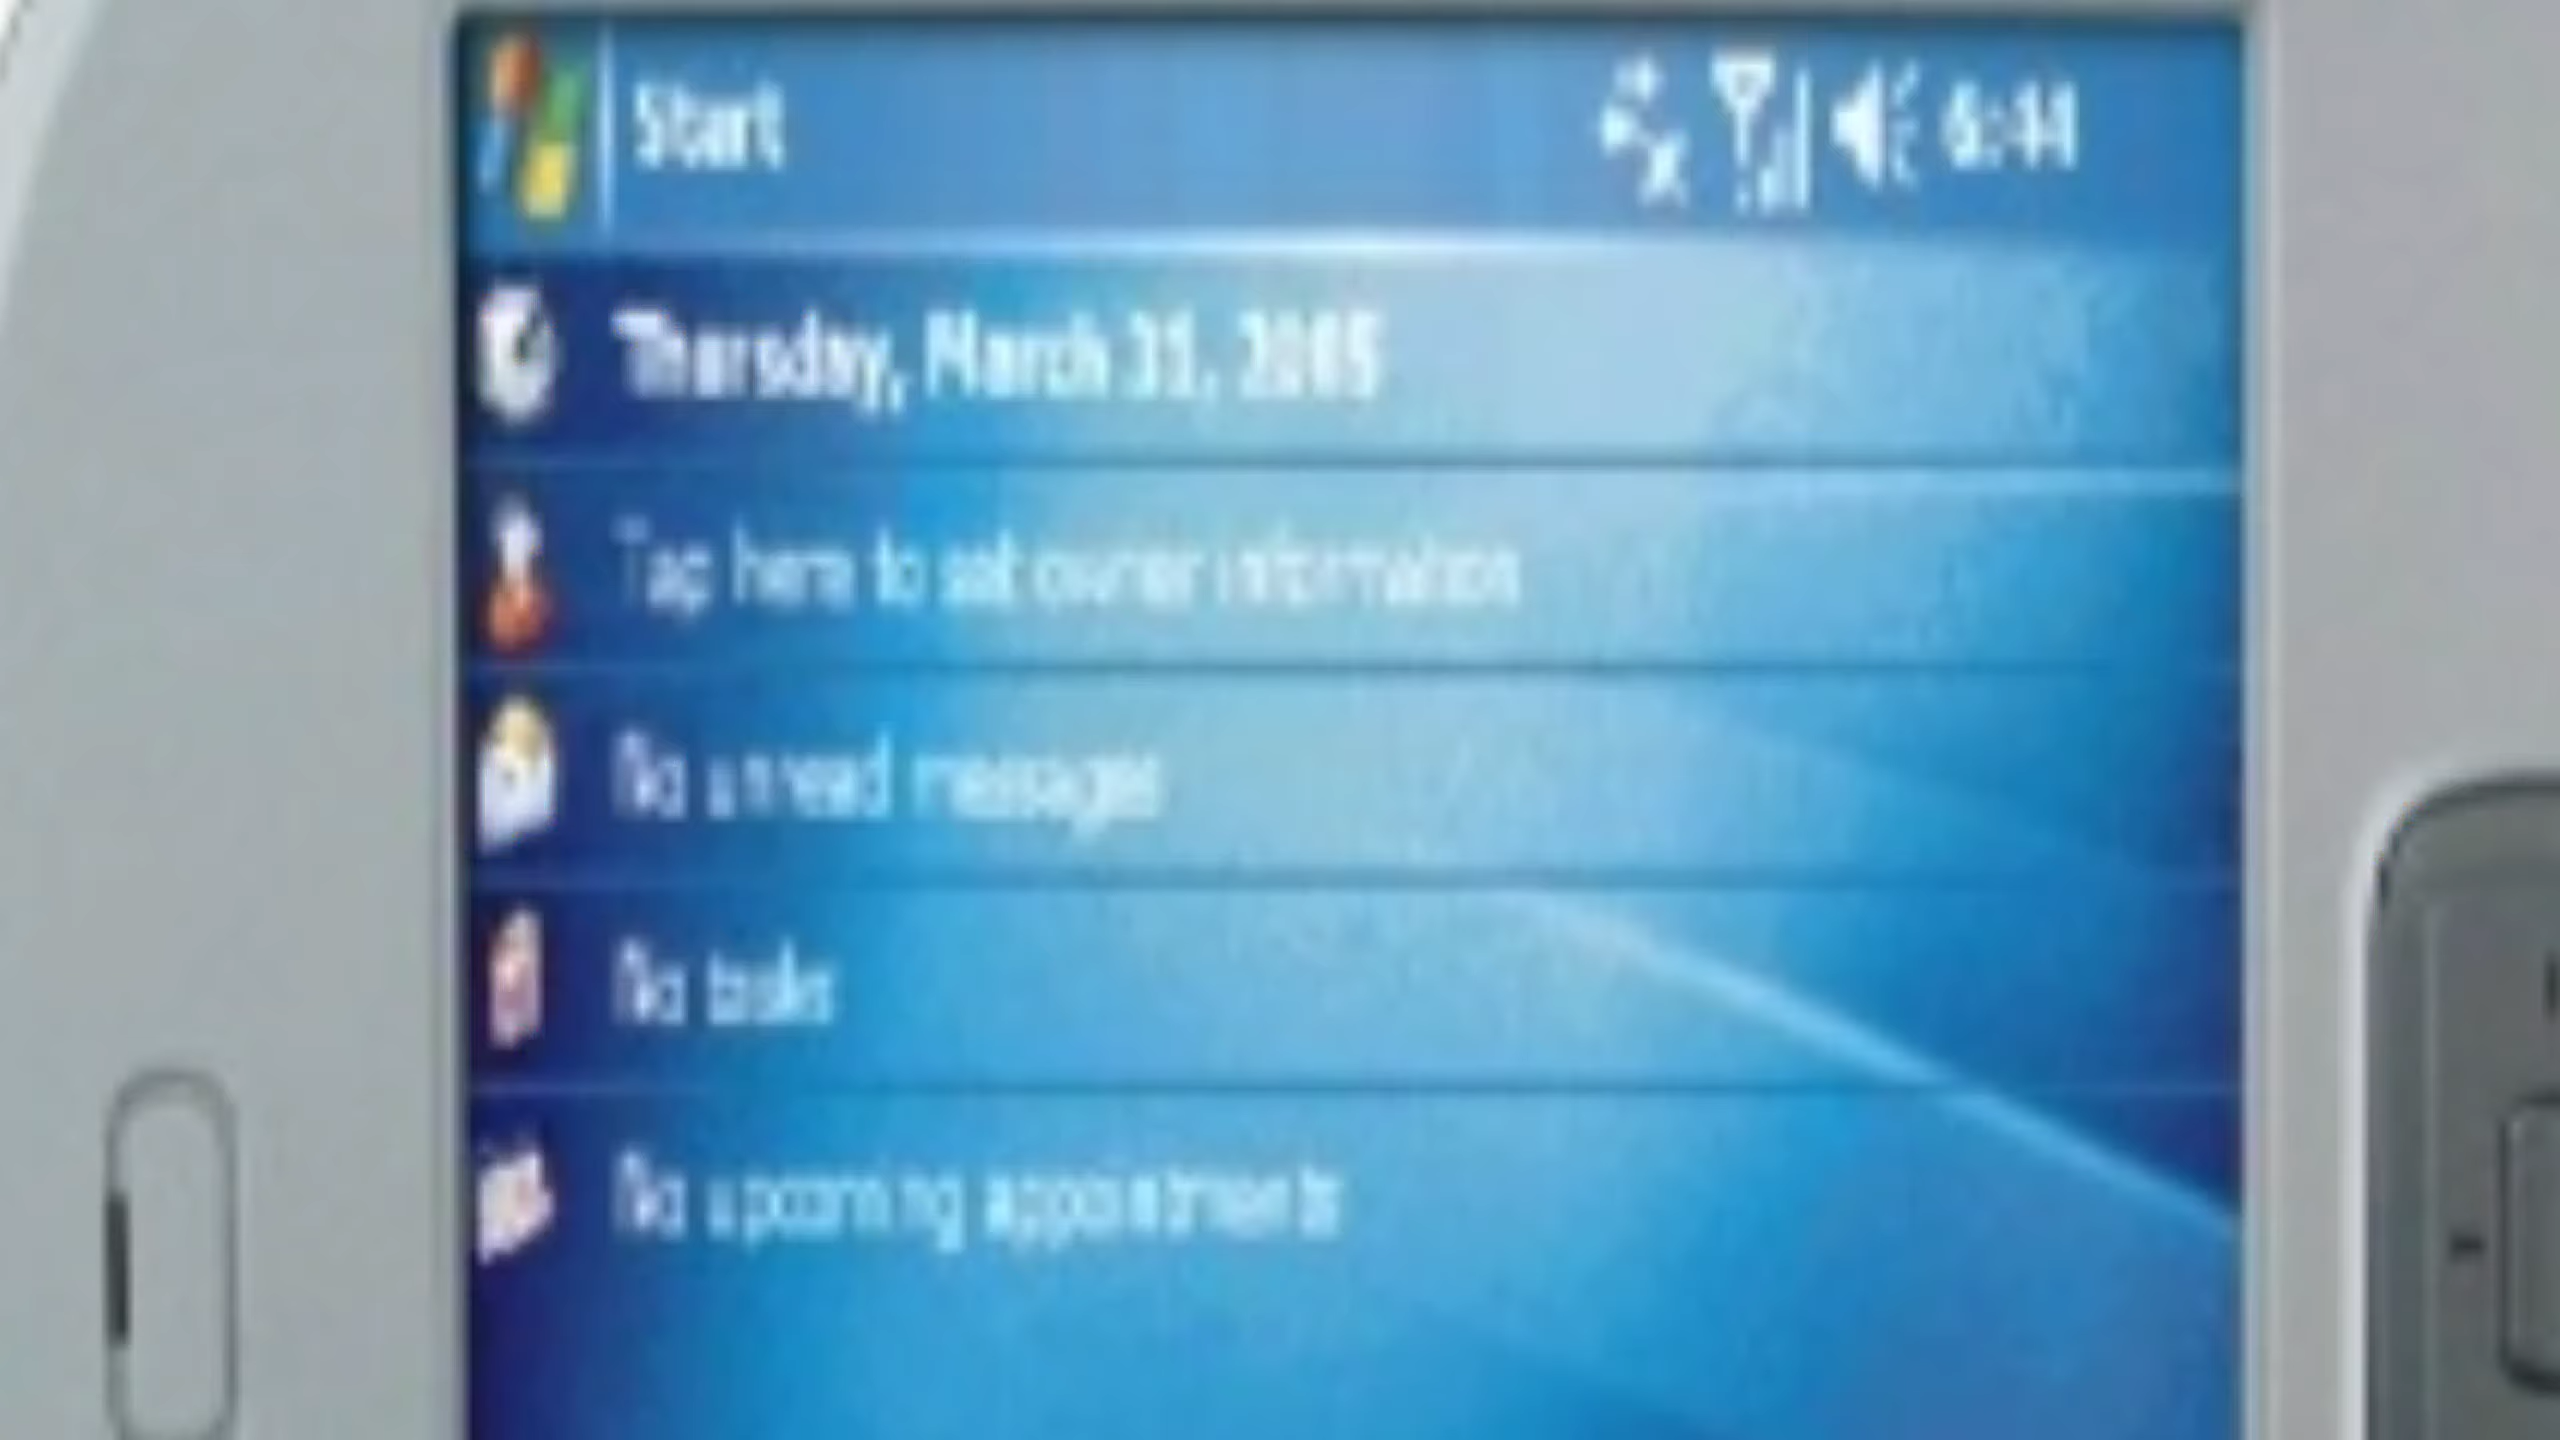 Start 6:44
Thursday, March 31, 2005
Tap here to set owner information
No unread messages
No tasks
No upcoming appointments